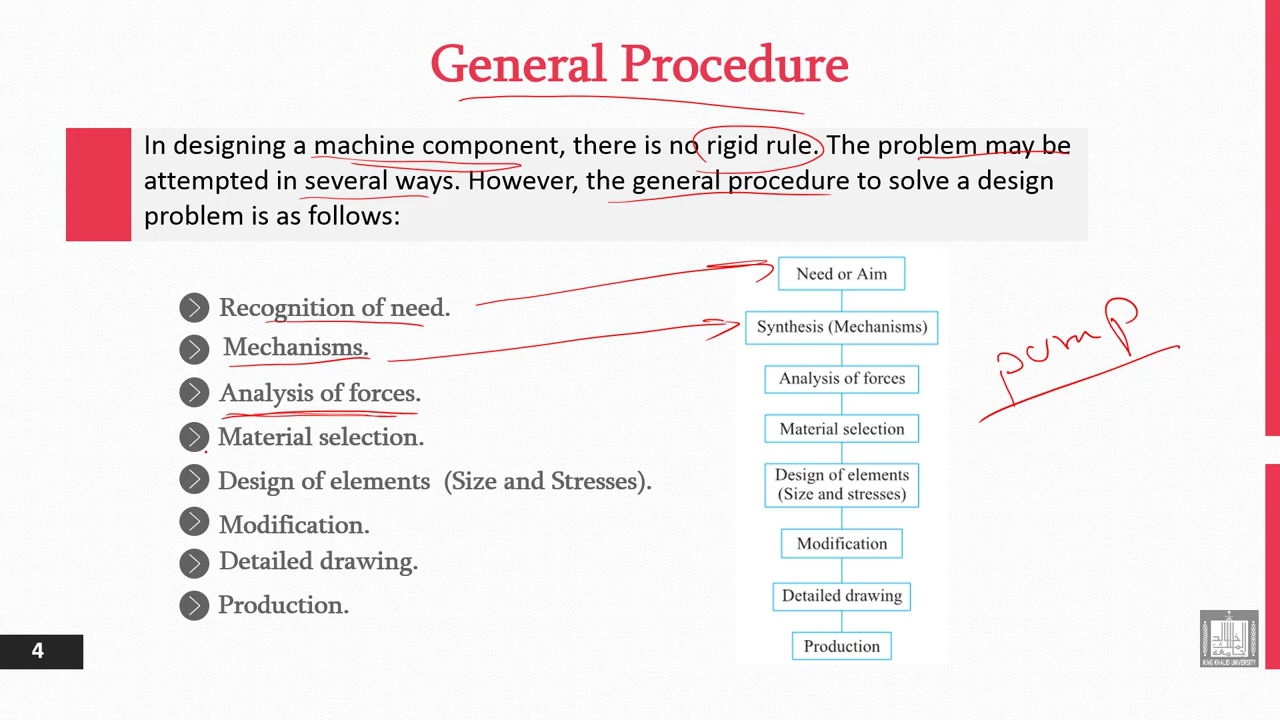 General Procedure
In designing a machine component, there is no rigid rule. The problem may be
attempted in several ways. However, the general procedure to solve a design
problem is as follows:
Recognition of need.
Mechanisms.
Analysis of forces.
Material selection.
Design of elements (Size and Stresses).
Modification.
Detailed drawing.
Production.
Need or Aim
Synthesis (Mechanisms)
Analysis of forces
Material selection
Design of elements
(Size and stresses)
Modification
Detailed drawing
Production
pump
4
KING KHALID UNIVERSITY